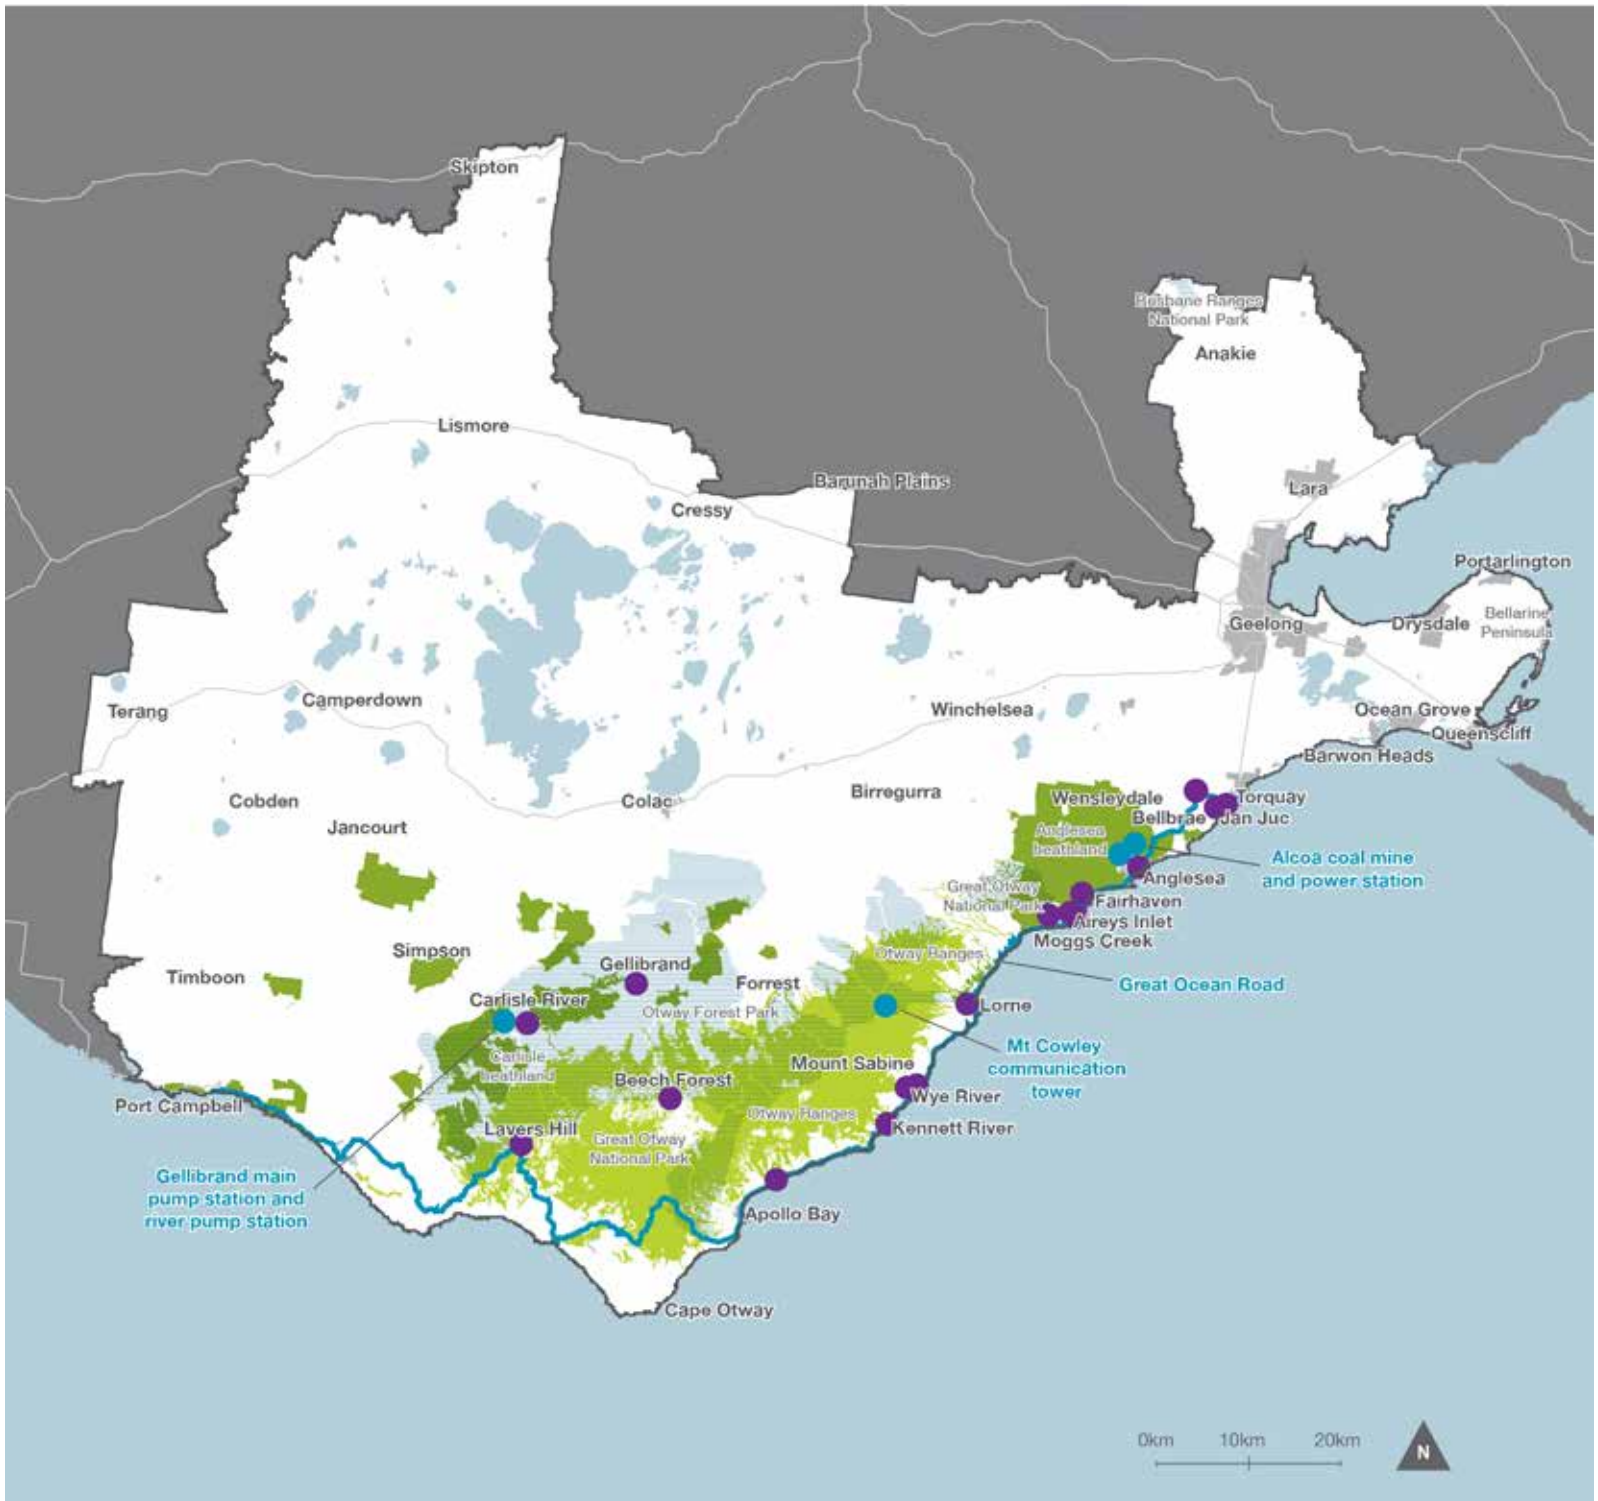 Skipton
Brisbane Ranges
National Park
Anakie
Lismore
Barunah Plains
Lara
Cressy
Portarlington
Geelong
Drysdale
Bellarine
Peninsula
Terang
Camperdown
Winchelsea
Ocean Grove
Queenscliff
Barwon Heads
Cobden
Colac
Birregurra
Wensleydale
Torquay
Jancourt
Bellbrae
Jan Juc
Anglesea
heathland
Alcoa coal mine
and power station
Anglesea
Great Otway
National Park
Fairhaven
Aireys Inlet
Moggs Creek
Simpson
Otway Ranges
Timboon
Gellibrand
Forrest
Great Ocean Road
Carlisle River
Otway Forest Park
Lorne
Carlisle
heathland
Mt Cowley
communication
tower
Mount Sabine
Beech Forest
Wye River
Port Campbell
Otway Ranges
Lavers Hill
Kennett River
Great Otway
National Park
Gellibrand main
pump station and
river pump station
Apollo Bay
Cape Otway
0km 10km 20km
N